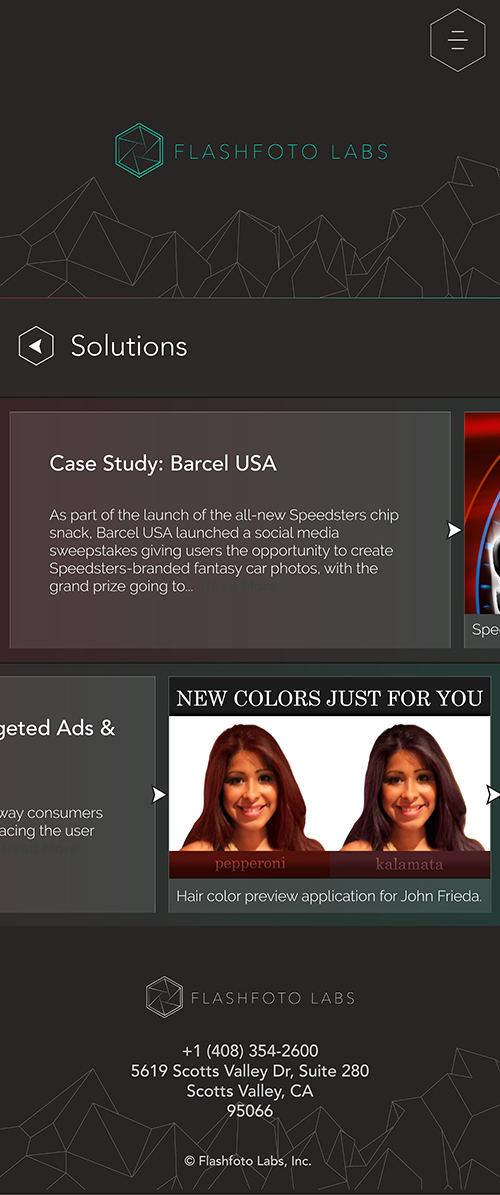 FLASHFOTO LABS
Solutions
Case Study: Barcel USA
As part of the launch of the all-new Speedsters chip
snack, Barcel USA launched a social media
sweepstakes giving users the opportunity to create
Speedsters-branded fantasy car photos, with the
grand prize going to...
Spee
geted Ads &
way consumers
acing the user
NEW COLORS JUST FOR YOU
pepperoni
kalamata
Hair color preview application for John Frieda.
FLASHFOTO LABS
+1 (408) 354-2600
5619 Scotts Valley Dr, Suite 280
Scotts Valley, CA
95066
© Flashfoto Labs, Inc.